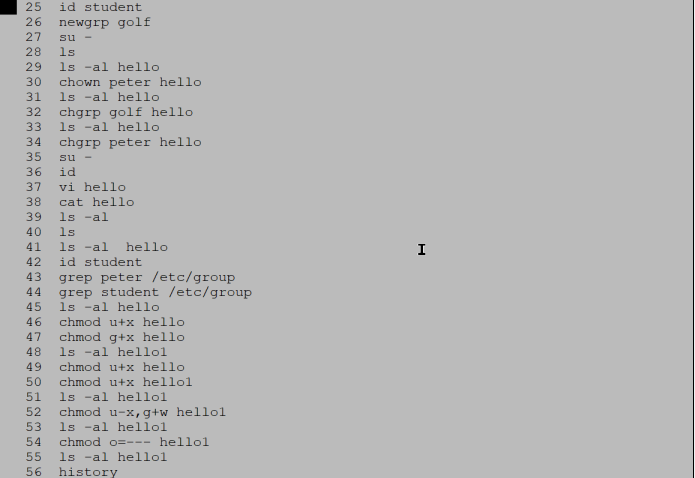 25 id student
26 newgrp golf
27 su -
28 ls
29 ls -al hello
30 chown peter hello
31 ls -al hello
32 chgrp golf hello
33 ls -al hello
34 chgrp peter hello
35 su -
36 id
37 vi hello
38 cat hello
39 ls -al
40 ls
41 ls -al  hello
42 id student
43 grep peter /etc/group
44 grep student /etc/group
45 ls -al hello
46 chmod u+x hello
47 chmod g+x hello
48 ls -al hello1
49 chmod u+x hello
50 chmod u+x hello1
51 ls -al hello1
52 chmod u-x,g+w hello1
53 ls -al hello1
54 chmod o=--- hello1
55 ls -al hello1
56 history